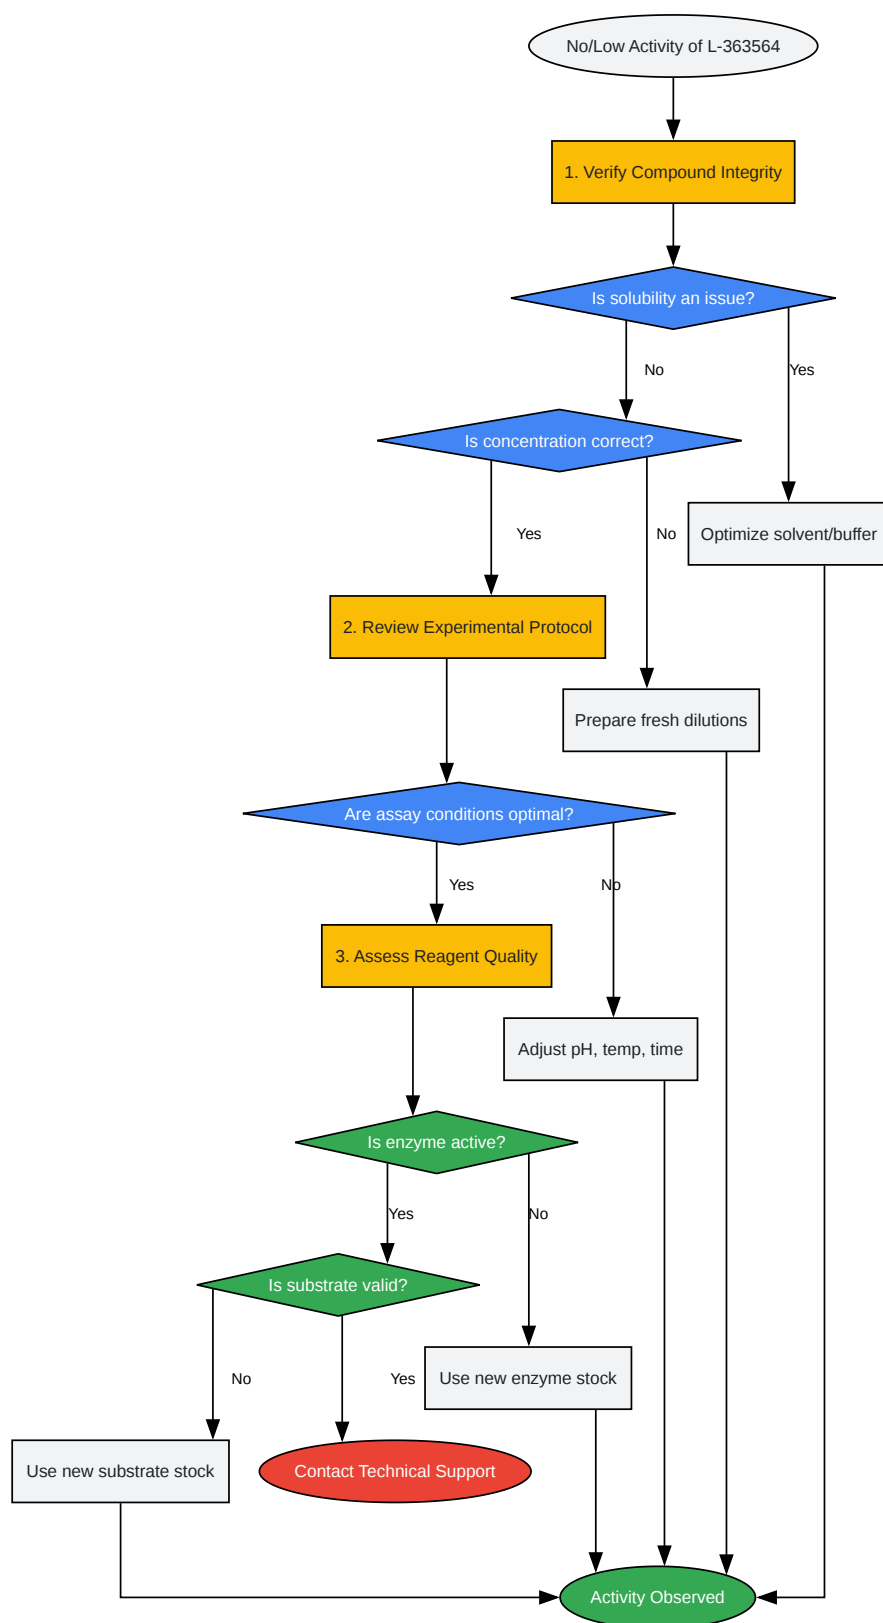 No/Low Activity of L-363564
1. Verify Compound Integrity
Is solubility an issue?
No
Yes
Is concentration correct?
Yes
No
Optimize solvent/buffer
2. Review Experimental Protocol
Prepare fresh dilutions
Are assay conditions optimal?
Yes
No
3. Assess Reagent Quality
Adjust pH, temp, time
Is enzyme active?
Yes
No
Is substrate valid?
No
Yes
Use new enzyme stock
Use new substrate stock
Contact Technical Support
Activity Observed